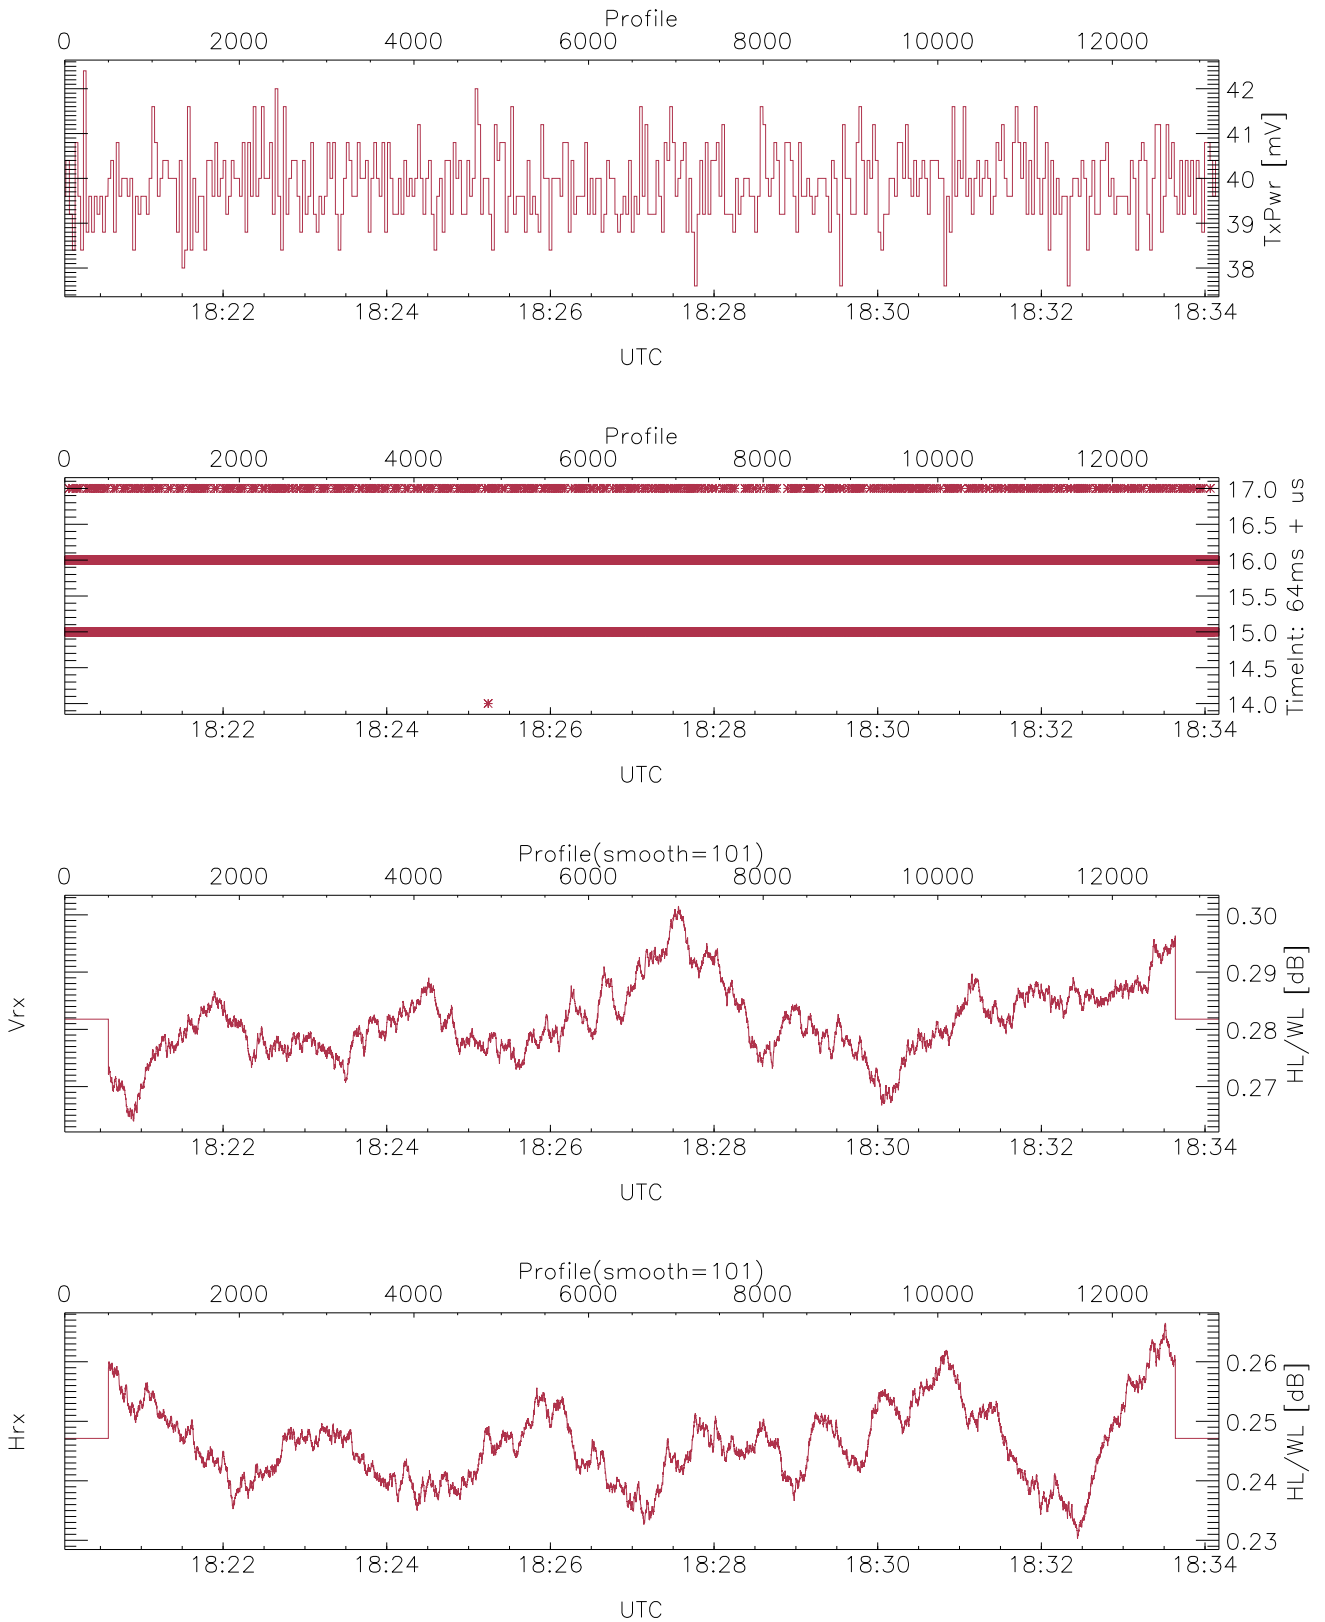 Profile
0 2000 4000 6000 8000 10000 12000
42
41
40
39
38
TxPwr [mV]
18:22 18:24 18:26 18:28 18:30 18:32 18:34
UTC
Profile
0 2000 4000 6000 8000 10000 12000
17.0
16.5
16.0
15.5
15.0
14.5
14.0
TimeInt: 64ms + us
18:22 18:24 18:26 18:28 18:30 18:32 18:34
UTC
Profile(smooth=101)
0 2000 4000 6000 8000 10000 12000
Vrx
0.30
0.29
0.28
0.27
HL/WL [dB]
18:22 18:24 18:26 18:28 18:30 18:32 18:34
UTC
Profile(smooth=101)
0 2000 4000 6000 8000 10000 12000
Hrx
0.26
0.25
0.24
0.23
HL/WL [dB]
18:22 18:24 18:26 18:28 18:30 18:32 18:34
UTC